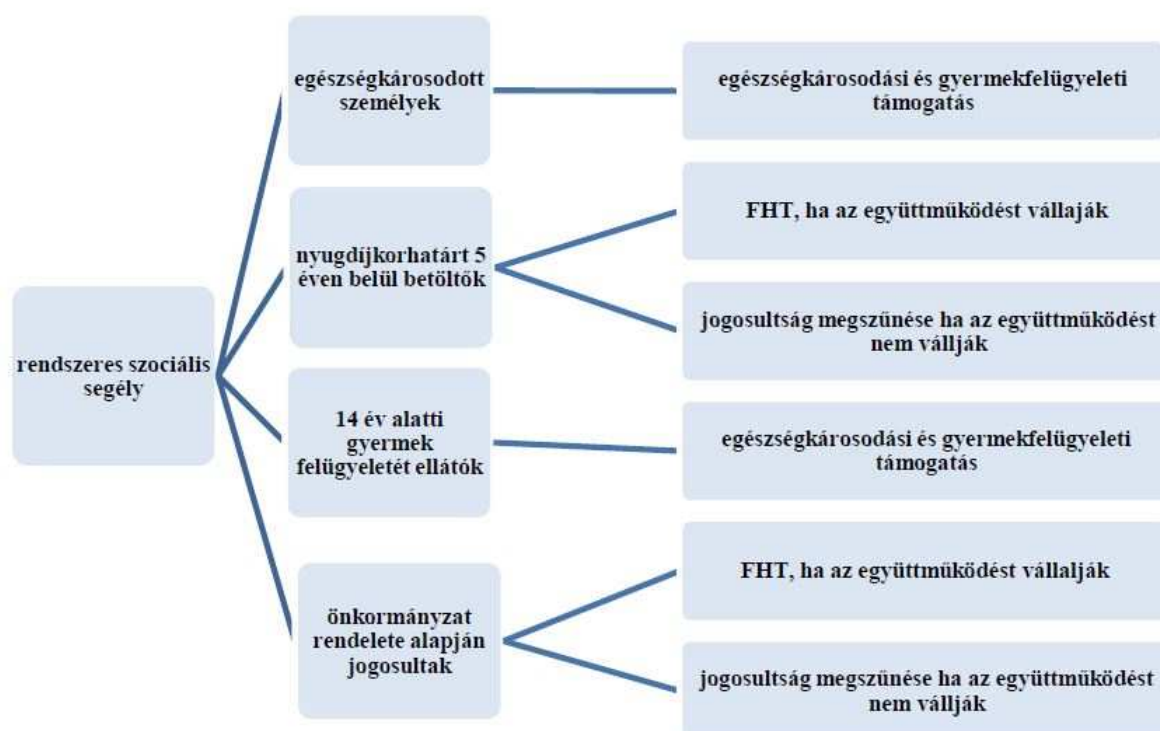 rendszeres szociális
segély
egészségkárosodott
személyek
egészségkárosodási és gyermekfelügyeleti
támogatás
nyugdíjkorhatárt 5
éven belül betöltők
FHT, ha az együttműködést vállaják
jogosultság megszűnése ha az együttműködést
nem vállják
14 év alatti
gyermek
felügyeletét ellátók
egészségkárosodási és gyermekfelügyeleti
támogatás
önkormányzat
rendelete alapján
jogosultak
FHT, ha az együttműködést vállalják
jogosultság megszűnése ha az együttműködést
nem vállják